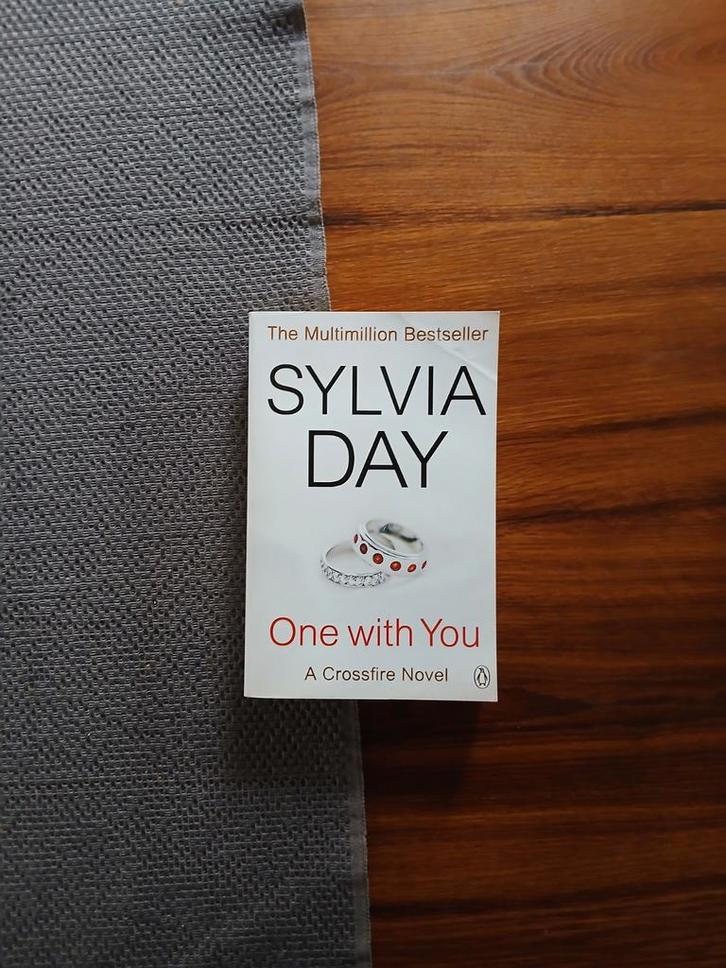 The Multimillion Bestseller
SYLVIA
DAY
One with You
A Crossfire Novel